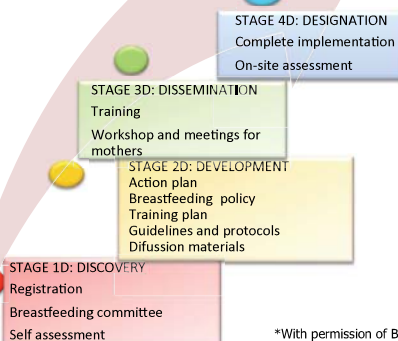 STAGE 4D: DESIGNATION
Complete implementation
On-site assessment
STAGE 3D: DISSEMINATION
Training
Workshop and meetings for
mothers
STAGE 2D: DEVELOPMENT
Action plan
Breastfeeding policy
Training plan
Guidelines and protocols
Difussion materials
STAGE 1D: DISCOVERY
Registration
Breastfeeding committee
Self assessment
*With permission of B